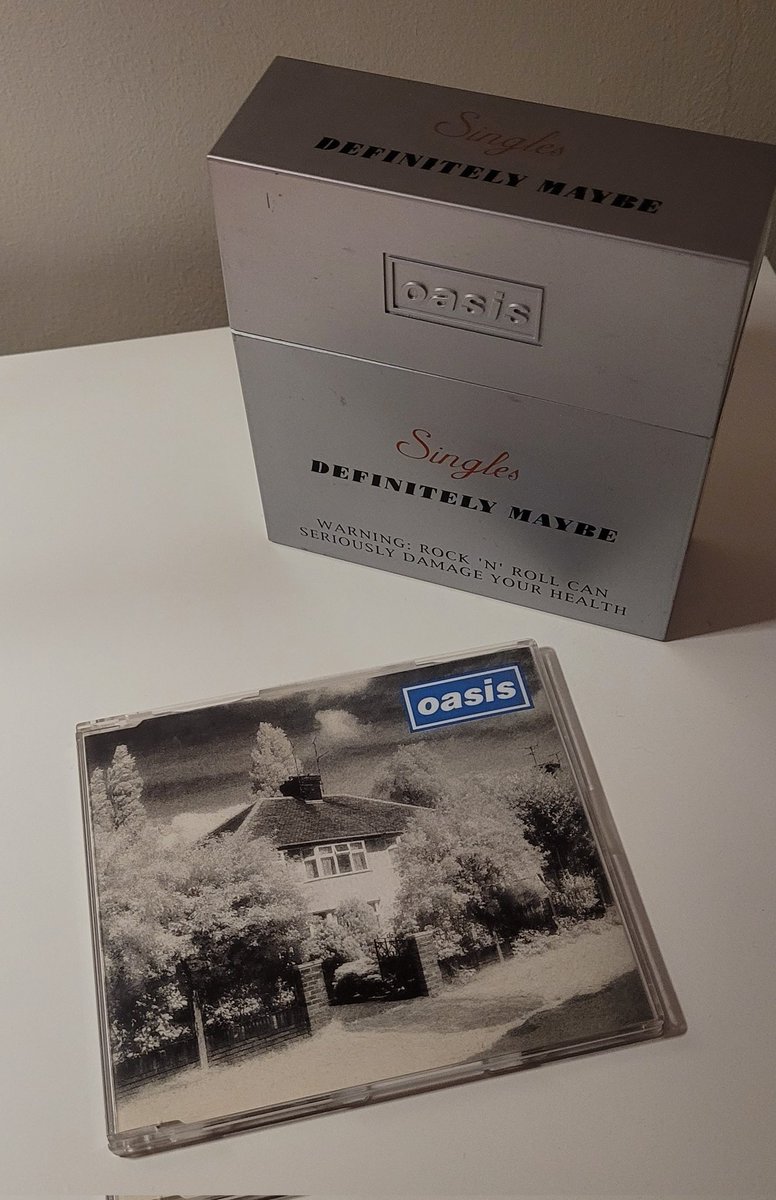 Singles
DEFINITELY MAYBE
oasis
Singles
DEFINITELY MAYBE
WARNING: ROCK 'N' ROLL CAN
SERIOUSLY DAMAGE YOUR HEALTH
oasis